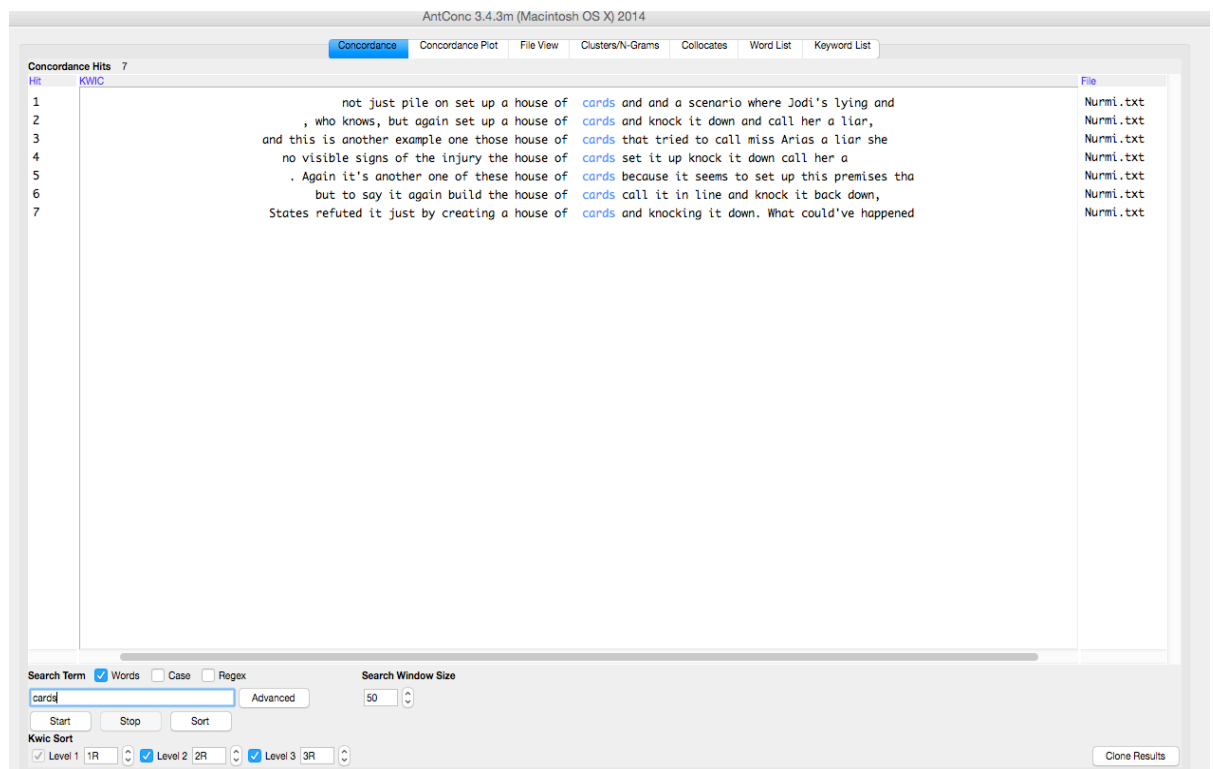 AntConc 3.4.3m (Macintosh OS X) 2014
Concordance Concordance Plot File View Clusters/N-Grams Collocates Word List Keyword List
Concordance Hits 7
Hit KWIC File
1 not just pile on set up a house of cards and and a scenario where Jodi's lying and Nurmi.txt
2 , who knows, but again set up a house of cards and knock it down and call her a liar, Nurmi.txt
3 and this is another example one those house of cards that tried to call miss Arias a liar she Nurmi.txt
4 no visible signs of the injury the house of cards set it up knock it down call her a Nurmi.txt
5 . Again it's another one of these house of cards because it seems to set up this premises tha Nurmi.txt
6 but to say it again build the house of cards call it in line and knock it back down, Nurmi.txt
7 States refuted it just by creating a house of cards and knocking it down. What could've happened Nurmi.txt
Search Term Words Case Regex Search Window Size
cards Advanced 50
Start Stop Sort
Kwic Sort
Level 1 1R Level 2 2R Level 3 3R Clone Results